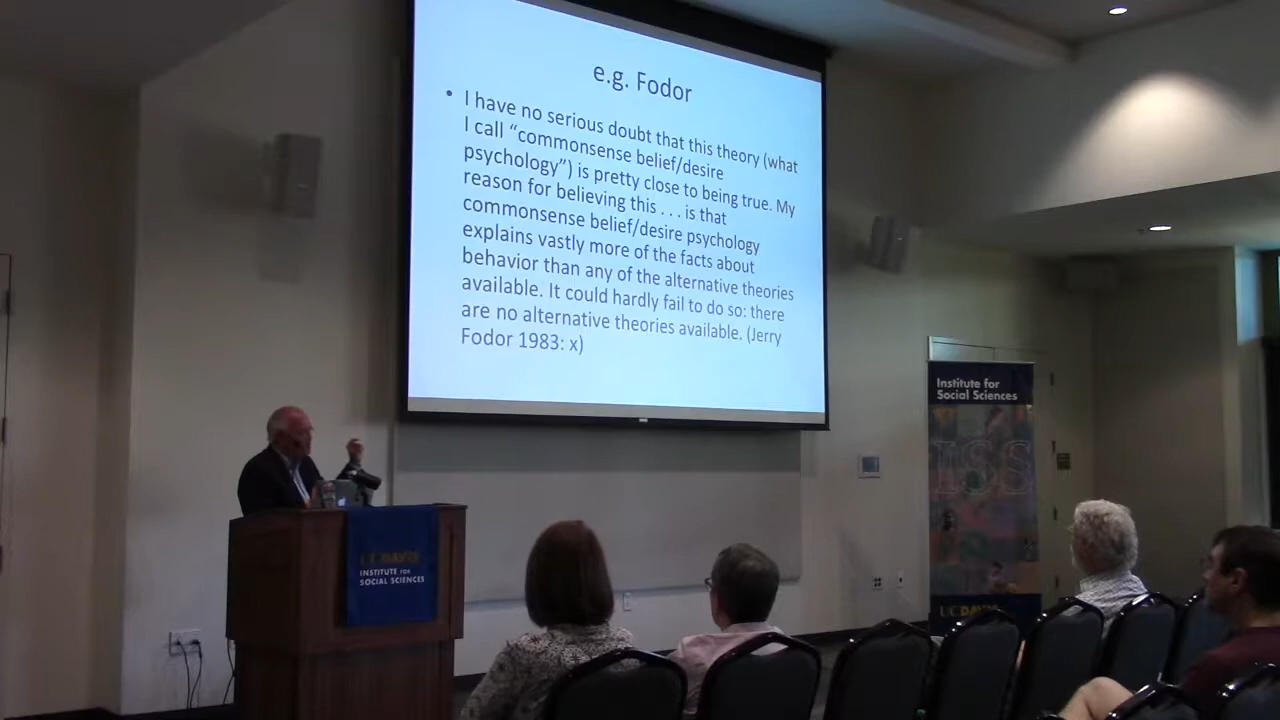 e.g. Fodor
• I have no serious doubt that this theory (what
I call “commonsense belief/desire
psychology”) is pretty close to being true. My
reason for believing this . . . is that
commonsense belief/desire psychology
explains vastly more of the facts about
behavior than any of the alternative theories
available. It could hardly fail to do so: there
are no alternative theories available. (Jerry
Fodor 1983: x)
Institute for
Social Sciences
ISS
UC DAVIS
UC DAVIS
INSTITUTE FOR
SOCIAL SCIENCES